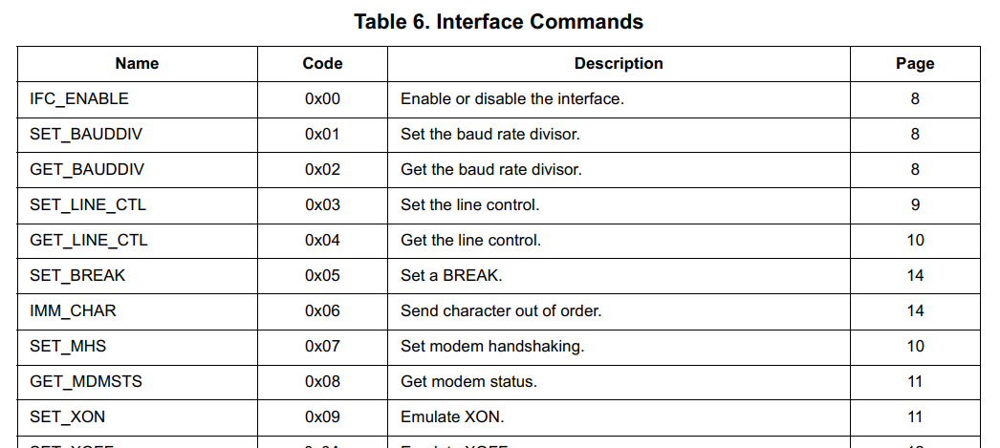 Table 6. Interface Commands
Name Code Description Page
IFC_ENABLE 0x00 Enable or disable the interface. 8
SET_BAUDDIV 0x01 Set the baud rate divisor. 8
GET_BAUDDIV 0x02 Get the baud rate divisor. 8
SET_LINE_CTL 0x03 Set the line control. 9
GET_LINE_CTL 0x04 Get the line control. 10
SET_BREAK 0x05 Set a BREAK. 14
IMM_CHAR 0x06 Send character out of order. 14
SET_MHS 0x07 Set modem handshaking. 10
GET_MDMSTS 0x08 Get modem status. 11
SET_XON 0x09 Emulate XON. 11